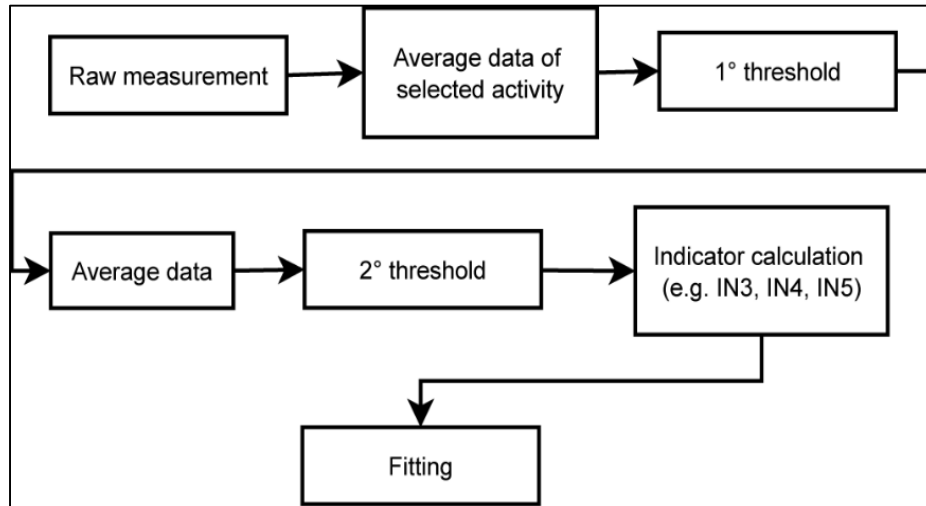 Raw measurement
Average data of
selected activity
1° threshold
Average data
2° threshold
Indicator calculation
(e.g. IN3, IN4, IN5)
Fitting